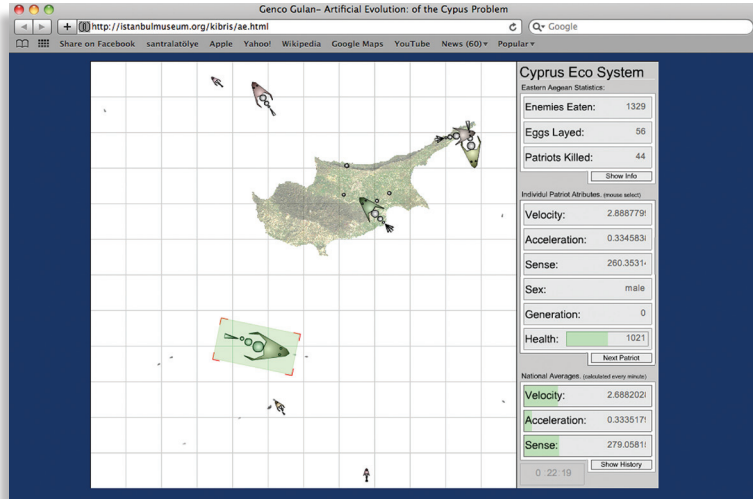 Genco Gulan- Artificial Evolution: of the Cypus Problem
http://istanbulmuseum.org/kibris/ae.html
Google
Share on Facebook santralatölye Apple Yahoo! Wikipedia Google Maps YouTube News (60) Popular
Cyprus Eco System
Eastern Aegean Statistics:
Enemies Eaten: 1329
Eggs Layed: 56
Patriots Killed: 44
Show Info
Individul Patriot Atributes. (mouse select)
Velocity: 2.888779
Acceleration: 0.334583
Sense: 260.3531
Sex: male
Generation: 0
Health: 1021
Next Patriot
National Averages. (calculated every minute)
Velocity: 2.688202
Acceleration: 0.333517
Sense: 279.0581
Show History
0 : 22 : 19